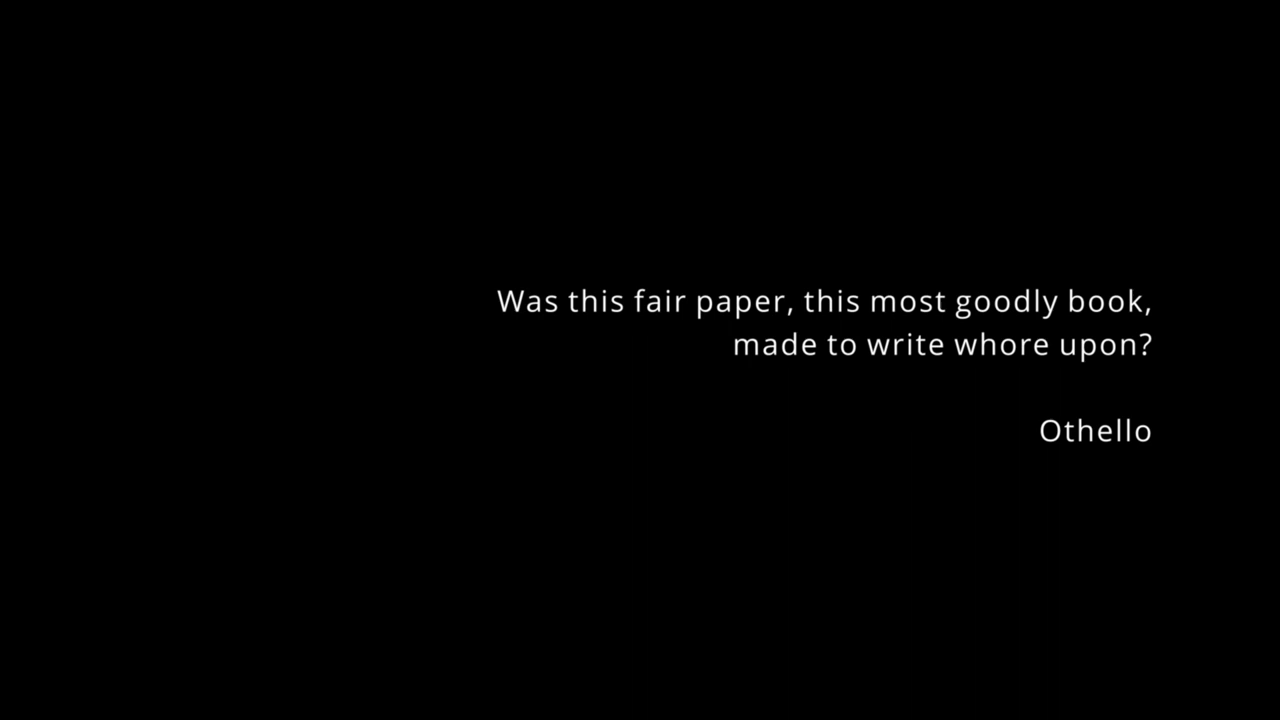 Was this fair paper, this most goodly book,
made to write whore upon?
Othello